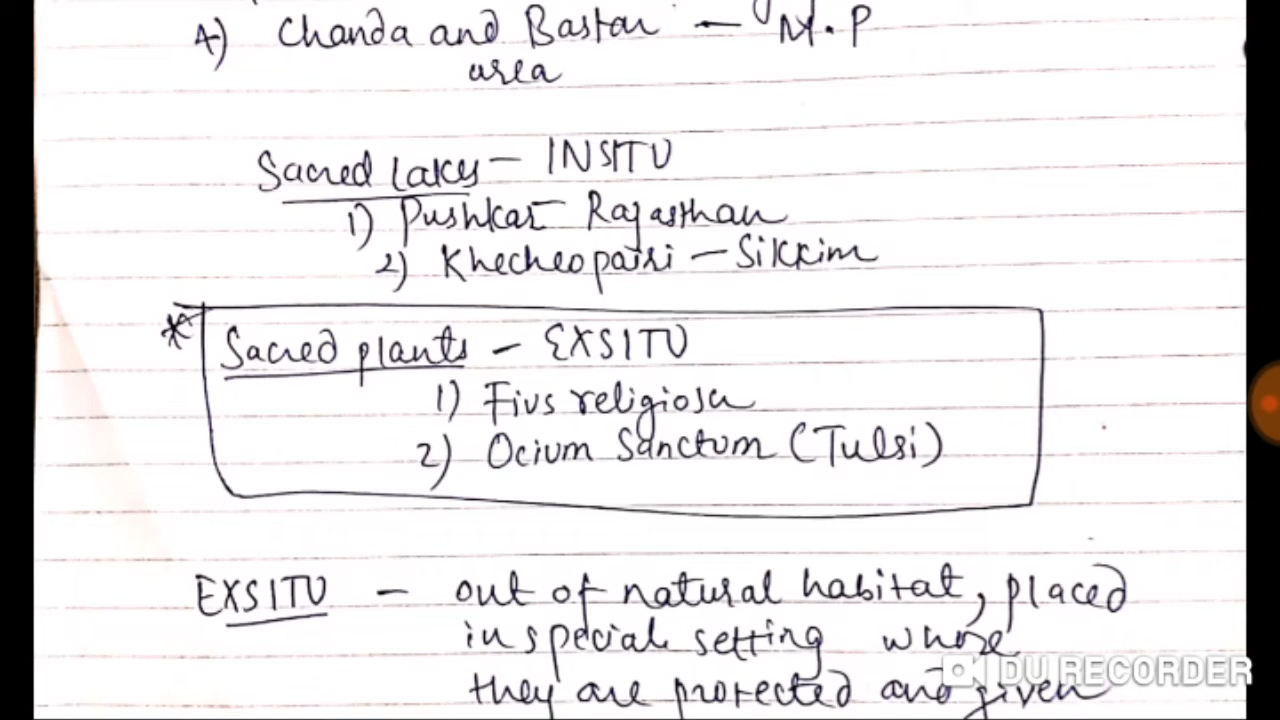 4) Chanda and Bastar — M.P
area
Sacred Lakes — INSITU
1) Pushkar Rajasthan
2) Khecheopairi — Sikkim
* Sacred plants — EXSITU
1) Fius religiosa
2) Ocium Sanctum (Tulsi)
EXSITU — out of natural habitat, placed
in special setting whose
they are protected and given
DU RECORDER